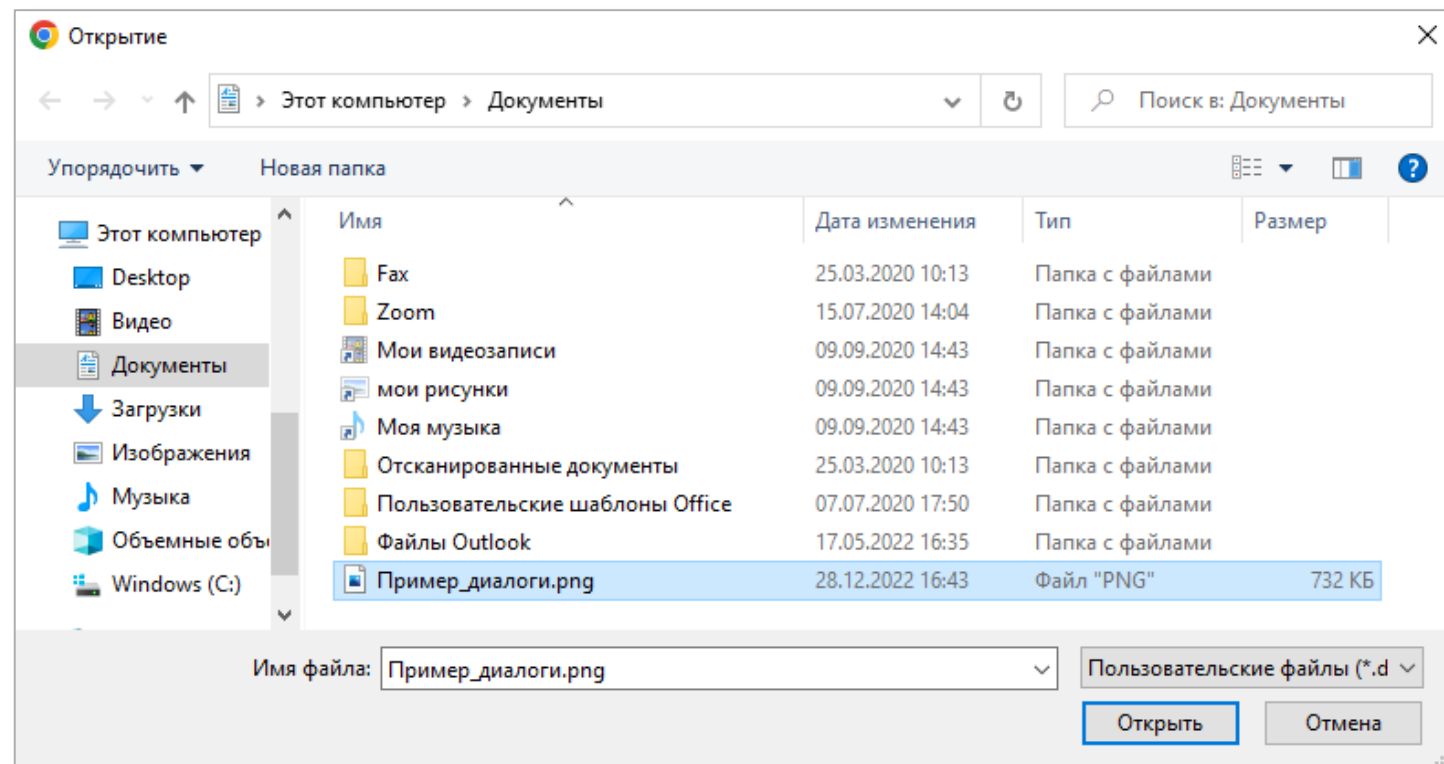 Открытие
Этот компьютер > Документы
Поиск в: Документы
Упорядочить
Новая папка
Имя Дата изменения Тип Размер
Этот компьютер
Desktop
Видео
Документы
Загрузки
Изображения
Музыка
Объемные объ
Windows (C:)
Fax 25.03.2020 10:13 Папка с файлами
Zoom 15.07.2020 14:04 Папка с файлами
Мои видеозаписи 09.09.2020 14:43 Папка с файлами
мои рисунки 09.09.2020 14:43 Папка с файлами
Моя музыка 09.09.2020 14:43 Папка с файлами
Отсканированные документы 25.03.2020 10:13 Папка с файлами
Пользовательские шаблоны Office 07.07.2020 17:50 Папка с файлами
Файлы Outlook 17.05.2022 16:35 Папка с файлами
Пример_диалоги.png 28.12.2022 16:43 Файл "PNG" 732 КБ
Имя файла: Пример_диалоги.png
Пользовательские файлы (*.d
Открыть
Отмена